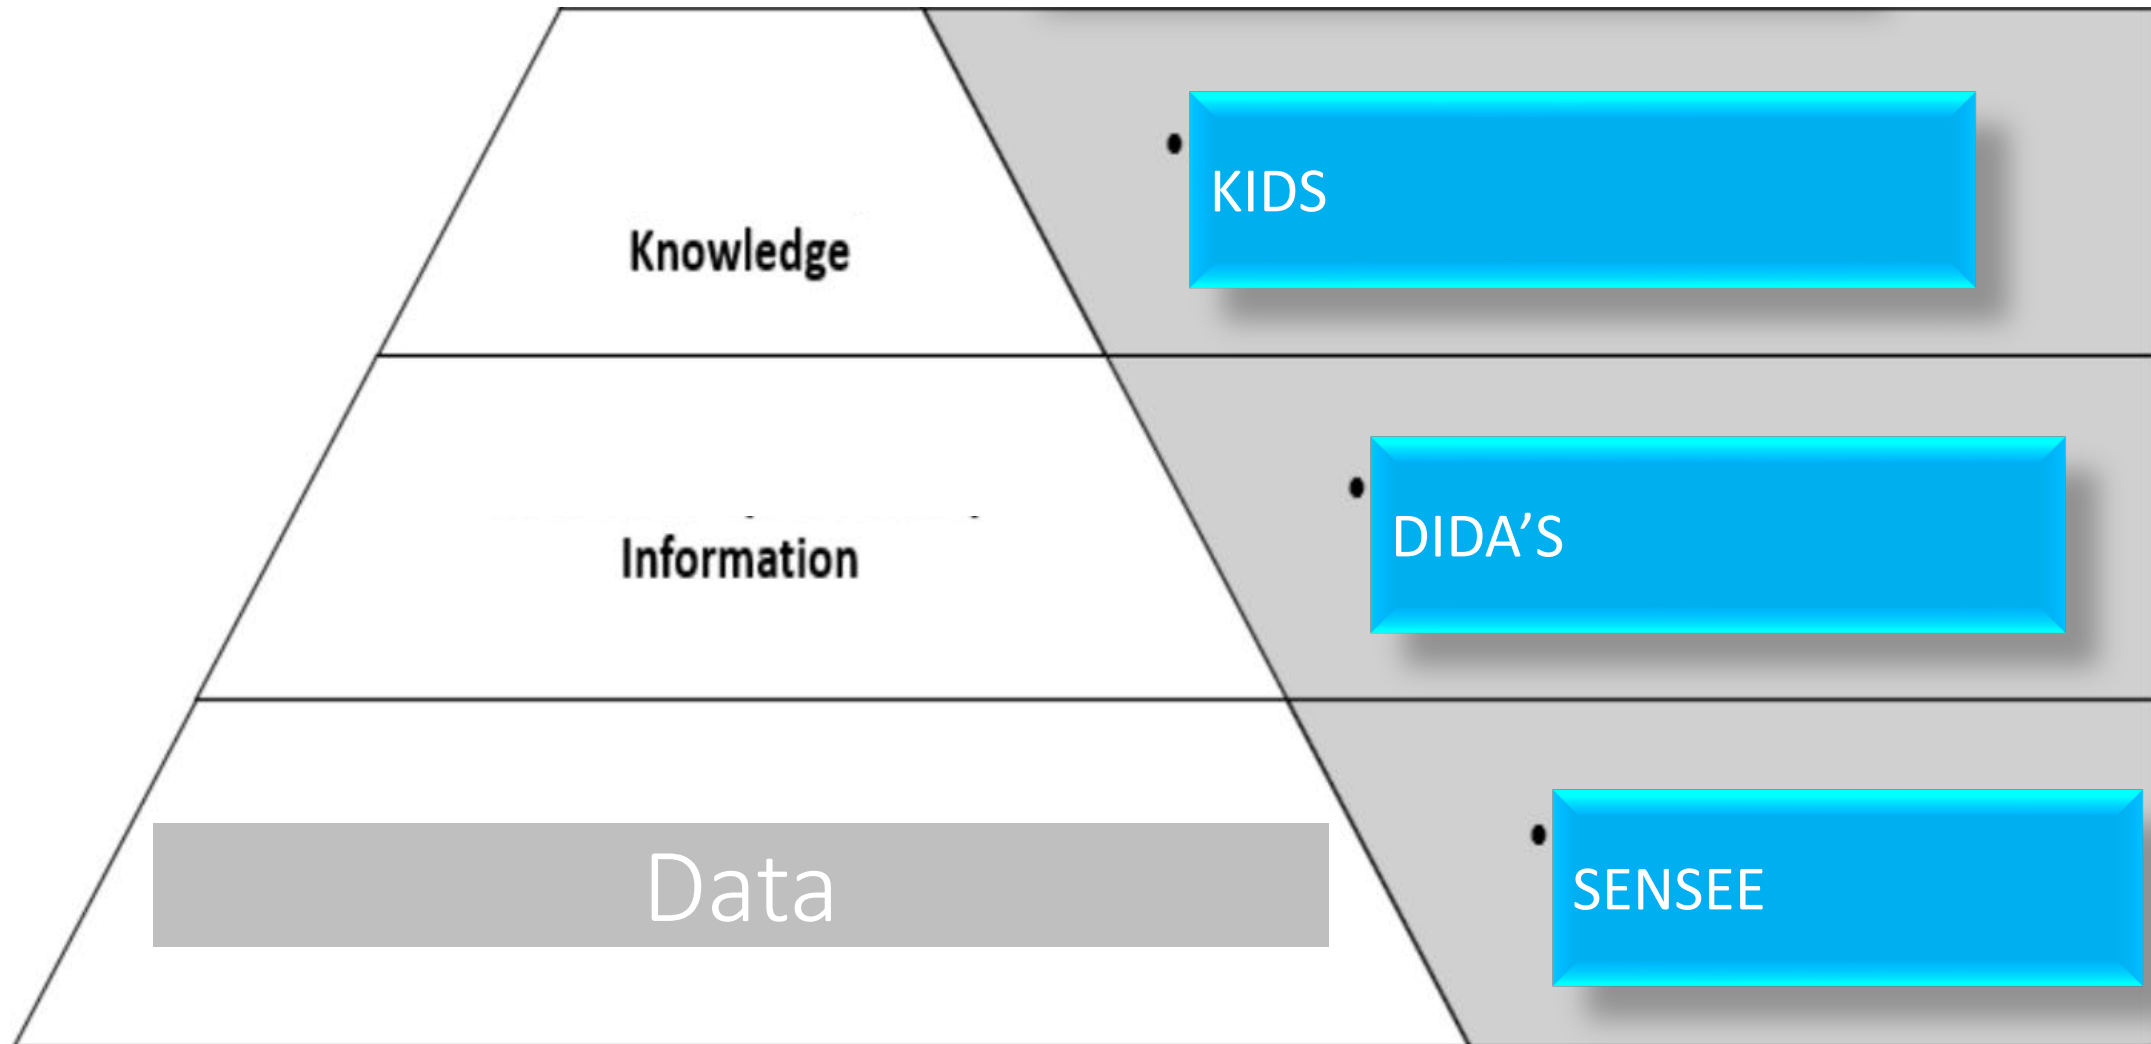 • KIDS
Knowledge
• DIDA’S
Information
• SENSEE
Data